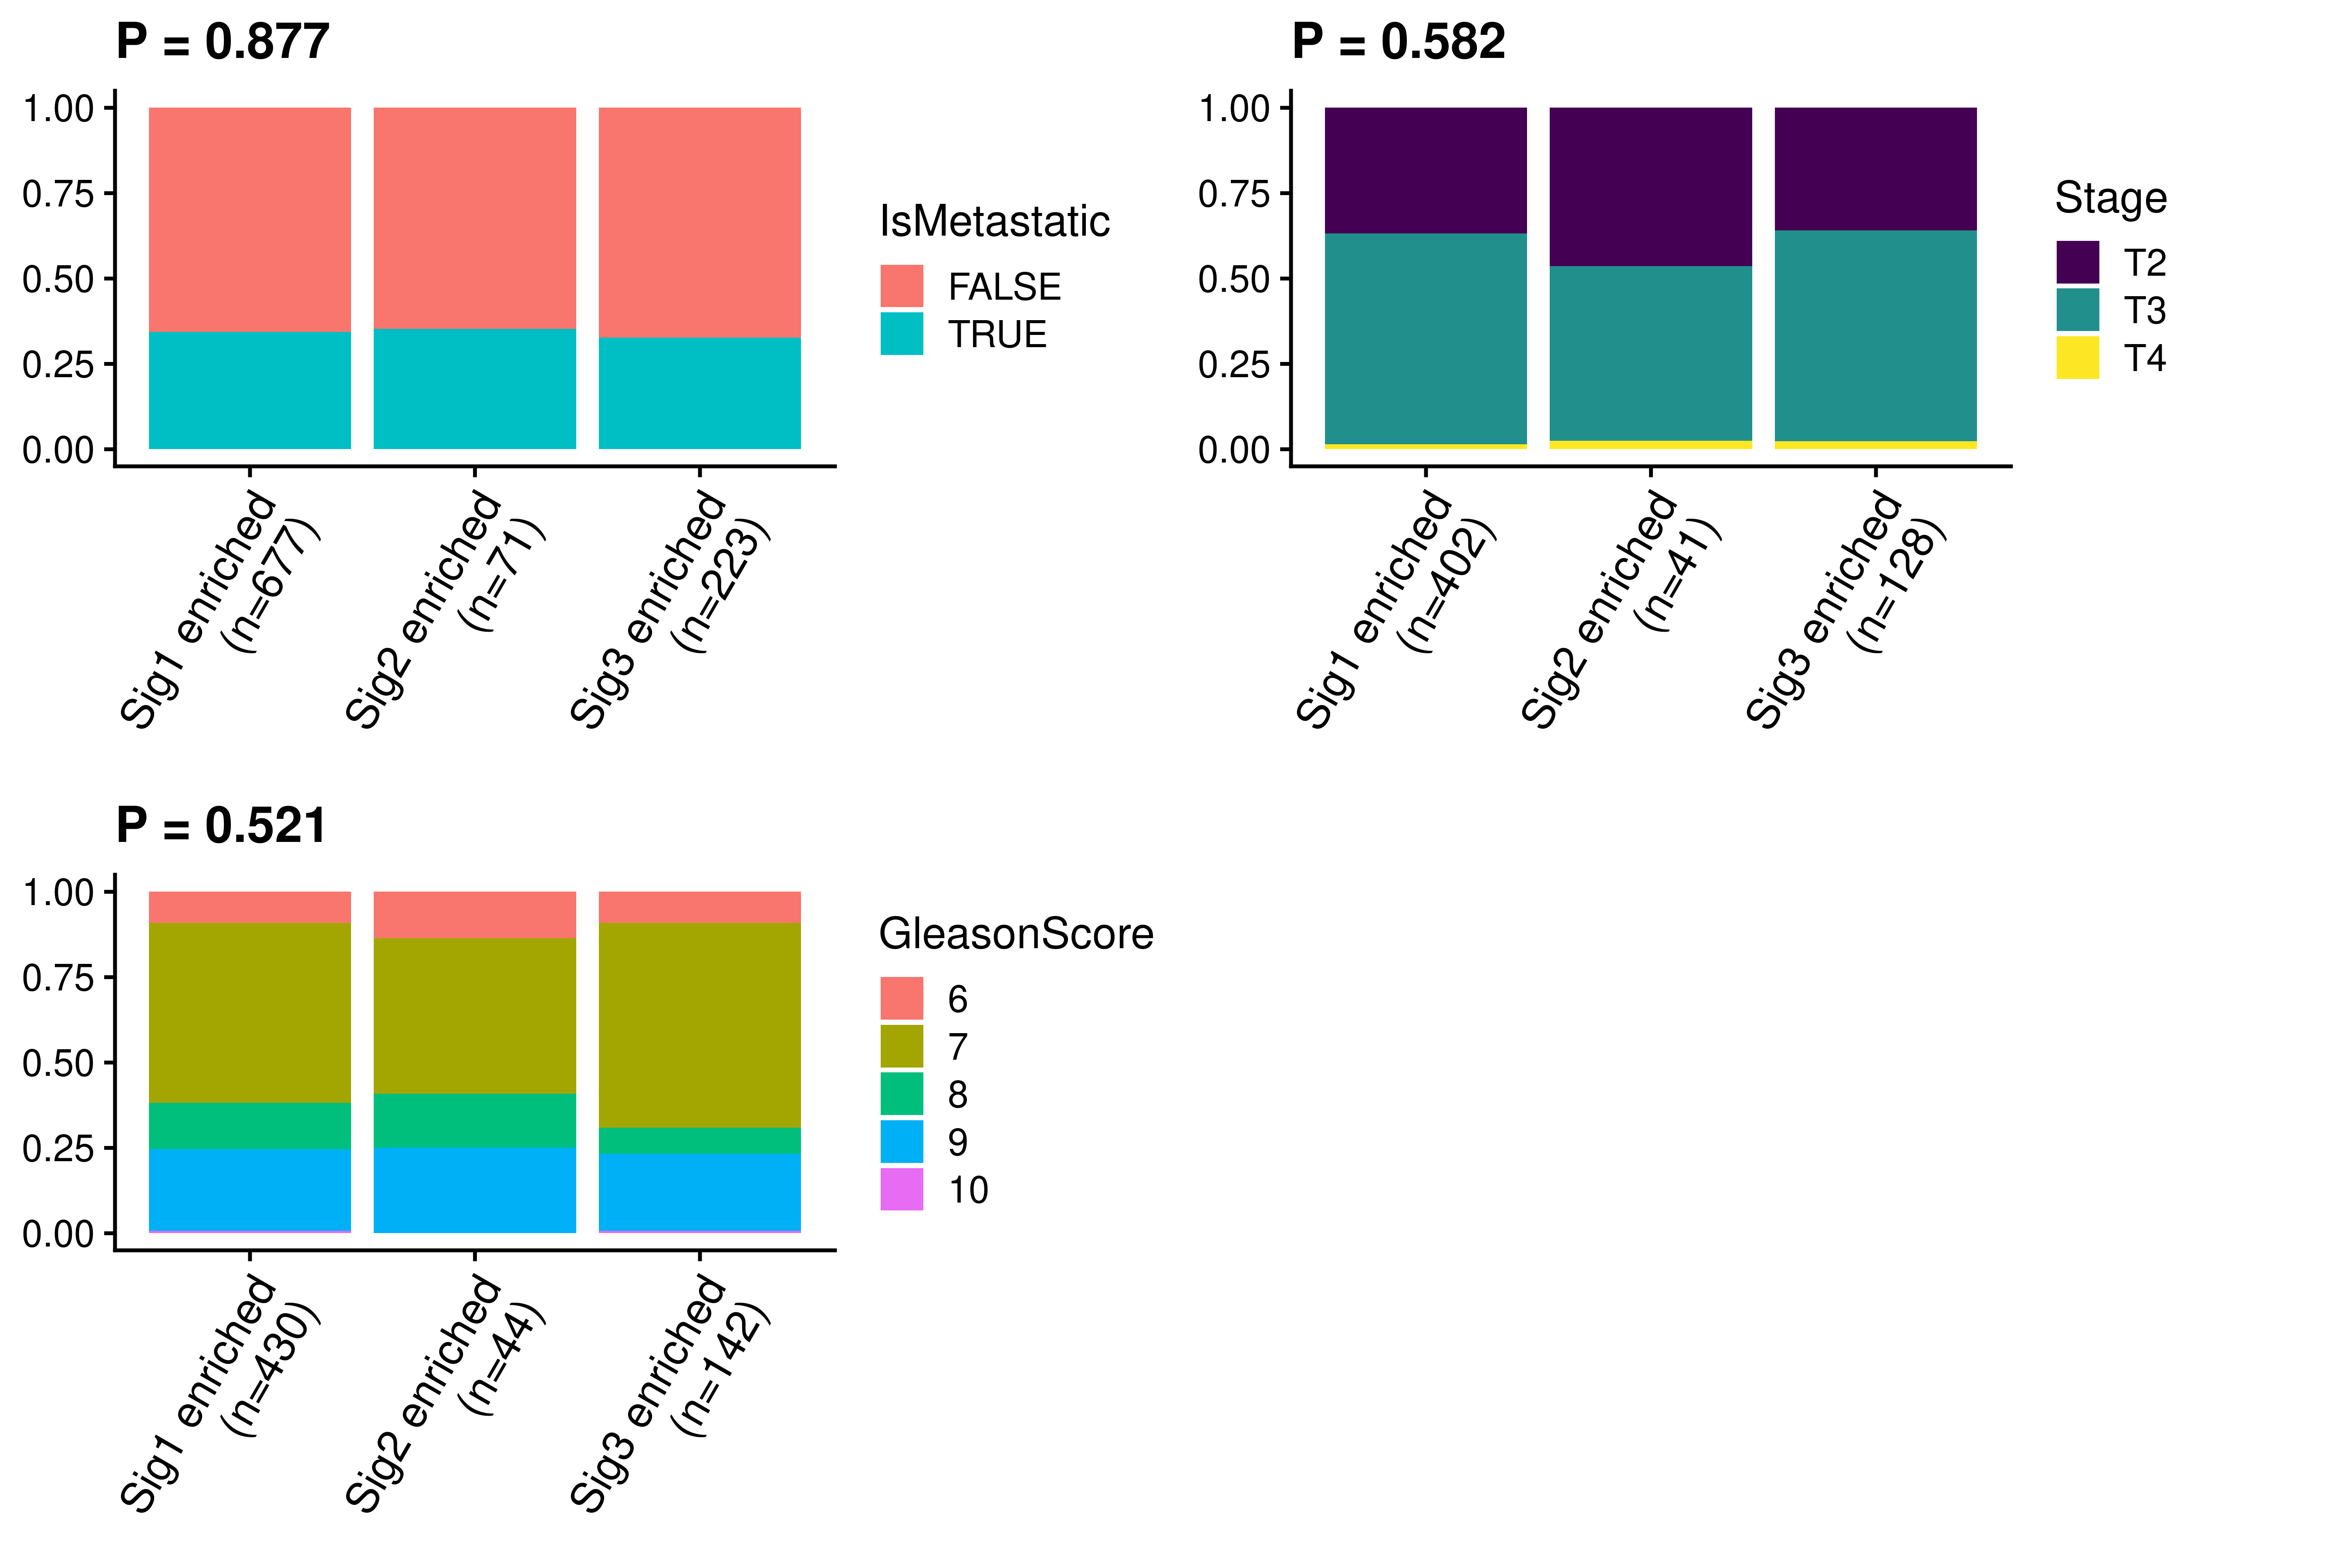 P = 0.877
1.00
0.75
0.50
0.25
0.00
Sig1 enriched
(n=677)
Sig2 enriched
(n=71)
Sig3 enriched
(n=223)
IsMetastatic
FALSE
TRUE
P = 0.582
1.00
0.75
0.50
0.25
0.00
Sig1 enriched
(n=402)
Sig2 enriched
(n=41)
Sig3 enriched
(n=128)
Stage
T2
T3
T4
P = 0.521
1.00
0.75
0.50
0.25
0.00
Sig1 enriched
(n=430)
Sig2 enriched
(n=44)
Sig3 enriched
(n=142)
GleasonScore
6
7
8
9
10